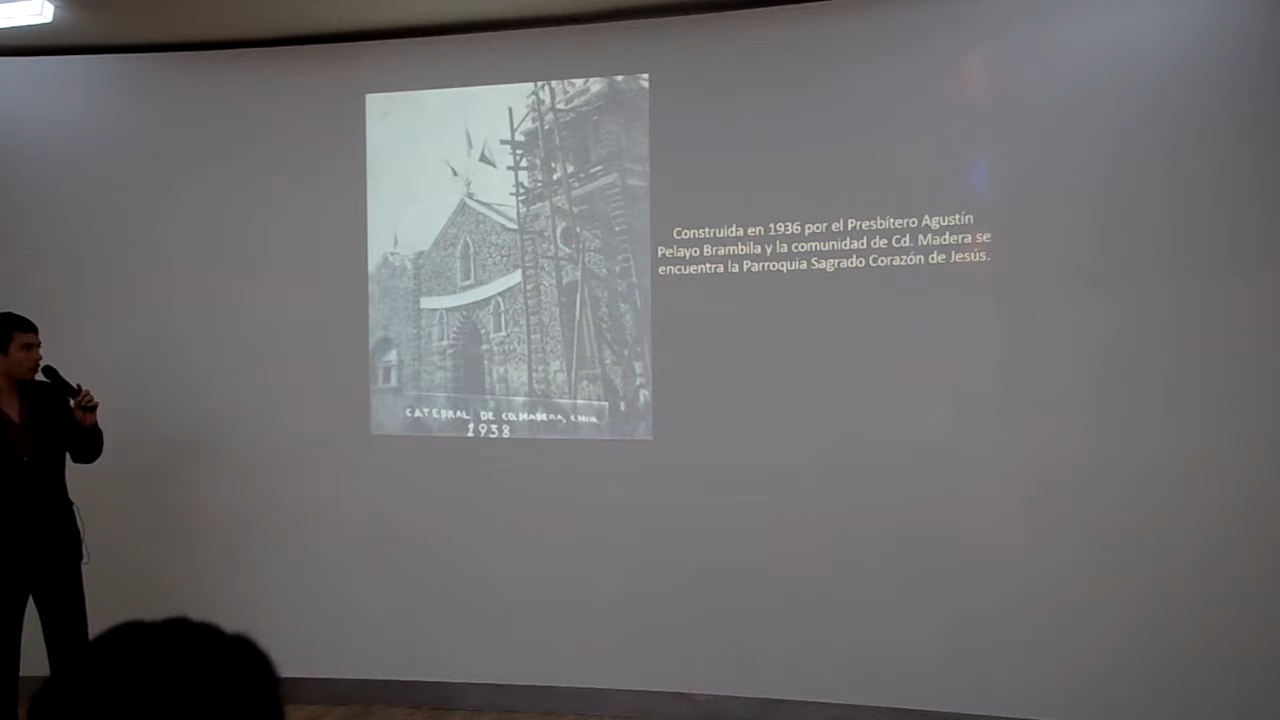 Construida en 1936 por el Presbítero Agustín
Pelayo Brambila y la comunidad de Cd. Madera se
encuentra la Parroquia Sagrado Corazón de Jesús.
CATEDRAL DE CD. MADERA, CHIH.
1938